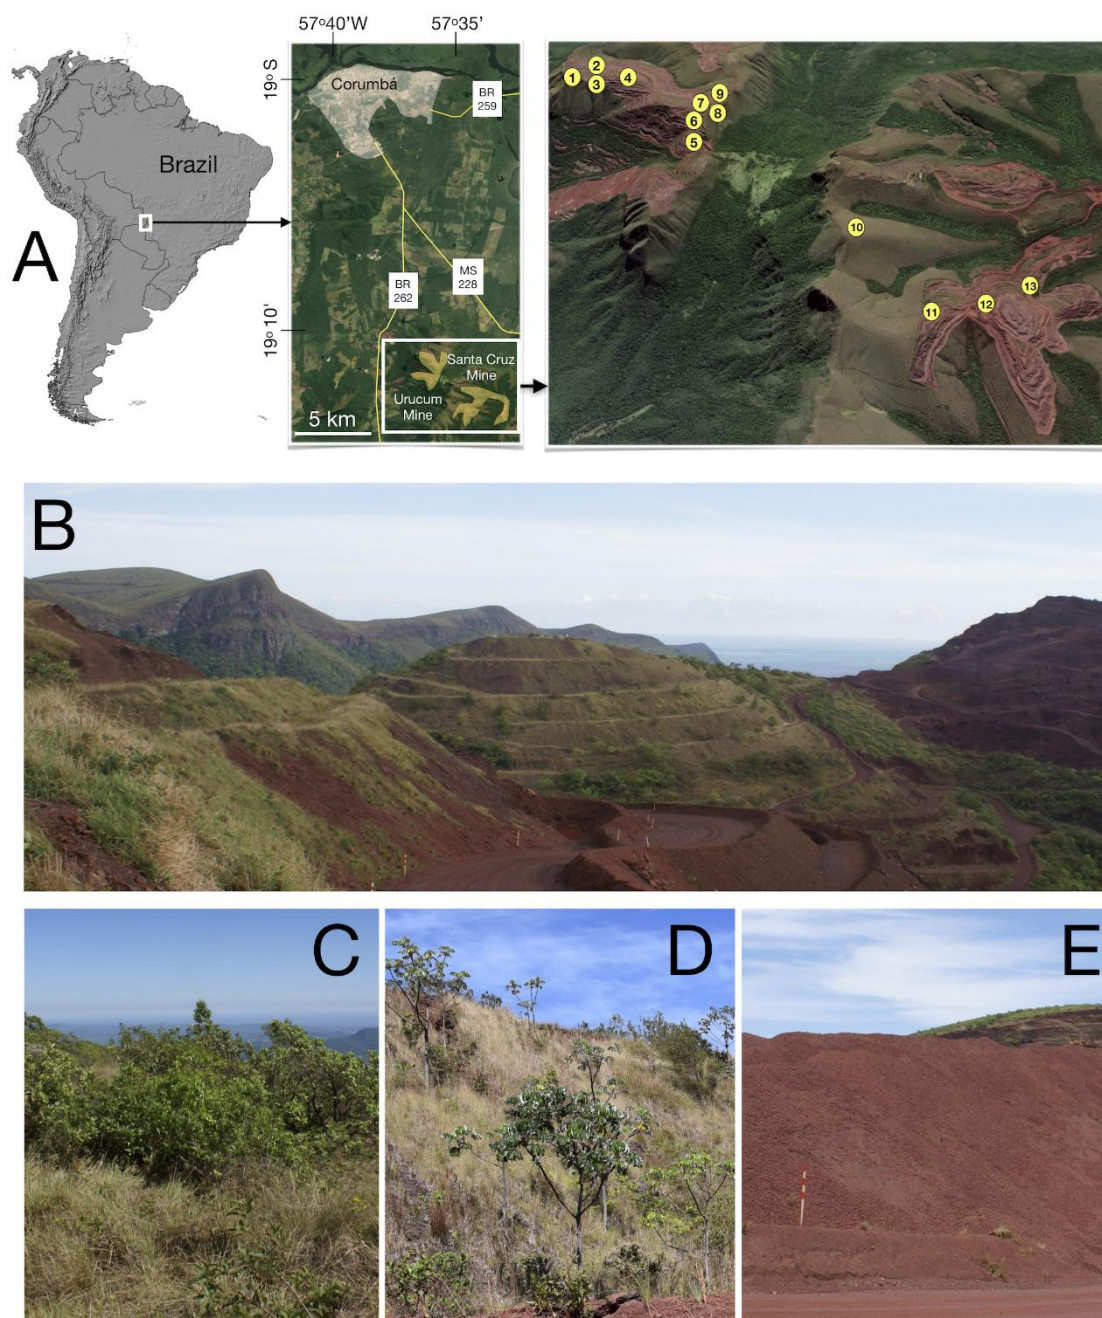 57°40'W
57°35'
19° S
19° 10'
A
Brazil
Corumbá
BR
259
BR
262
MS
228
Santa Cruz
Mine
Urucum
Mine
5 km
1
2
3
4
5
6
7
8
9
10
11
12
13
B
C
D
E